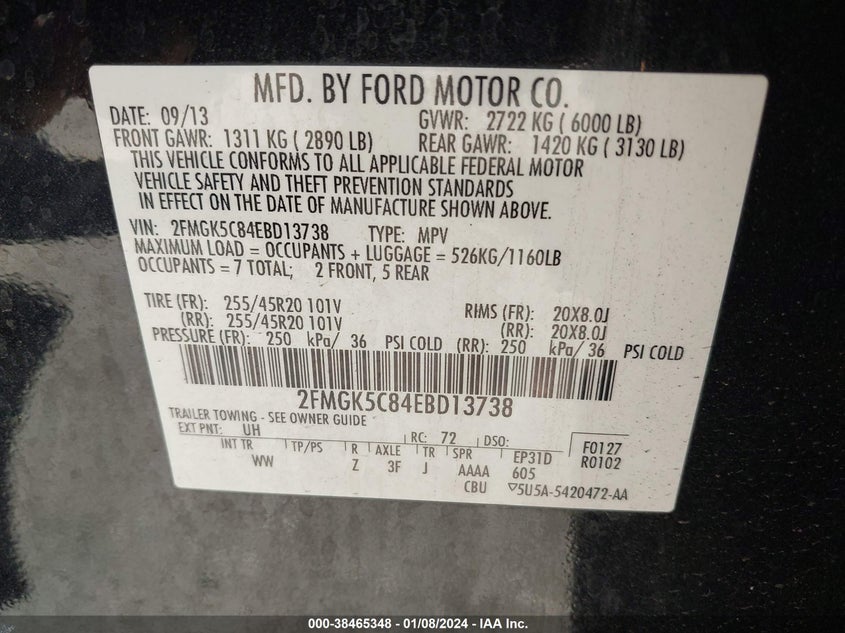 MFD. BY FORD MOTOR CO.
DATE: 09/13 GVWR: 2722 KG ( 6000 LB)
FRONT GAWR: 1311 KG ( 2890 LB) REAR GAWR: 1420 KG ( 3130 LB)
THIS VEHICLE CONFORMS TO ALL APPLICABLE FEDERAL MOTOR
VEHICLE SAFETY AND THEFT PREVENTION STANDARDS
IN EFFECT ON THE DATE OF MANUFACTURE SHOWN ABOVE.
VIN: 2FMGK5C84EBD13738 TYPE: MPV
MAXIMUM LOAD = OCCUPANTS + LUGGAGE = 526KG/1160LB
OCCUPANTS = 7 TOTAL; 2 FRONT, 5 REAR
TIRE (FR): 255/45R20 101V RIMS (FR): 20X8.0J
(RR): 255/45R20 101V (RR): 20X8.0J
PRESSURE (FR): 250 kPa/ 36 PSI COLD (RR): 250 kPa/ 36 PSI COLD
2FMGK5C84EBD13738
TRAILER TOWING - SEE OWNER GUIDE
EXT PNT: UH RC: 72 DSO: F0127
INT TR TP/PS R AXLE TR SPR EP31D R0102
WW Z 3F J AAAA 605
CBU ▽5U5A-5420472-AA
000-38465348 - 01/08/2024 - IAA Inc.